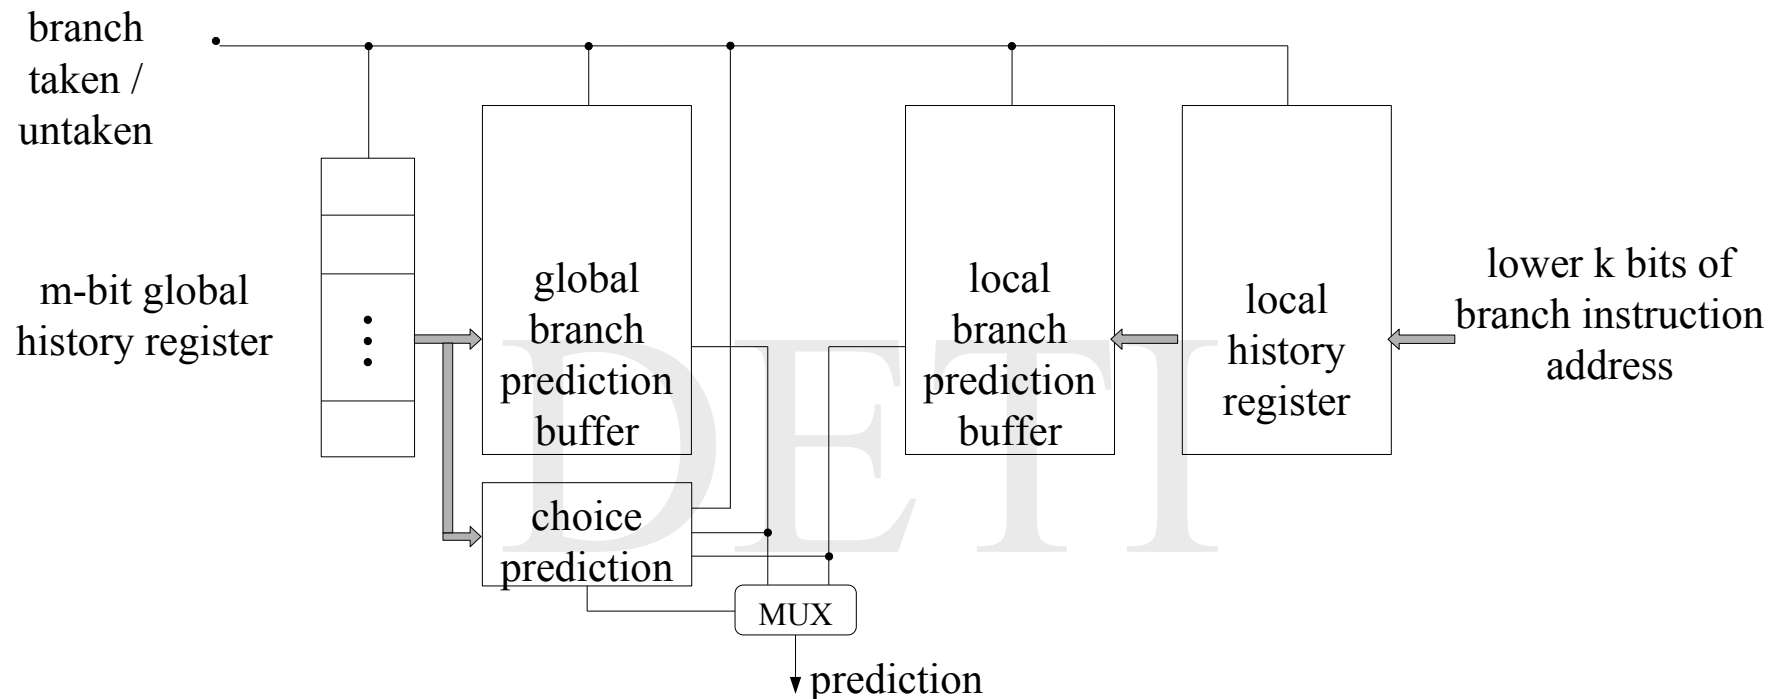 branch
taken /
untaken
m-bit global
history register
global
branch
prediction
buffer
choice
prediction
local
branch
prediction
buffer
local
history
register
lower k bits of
branch instruction
address
MUX
prediction
DETI